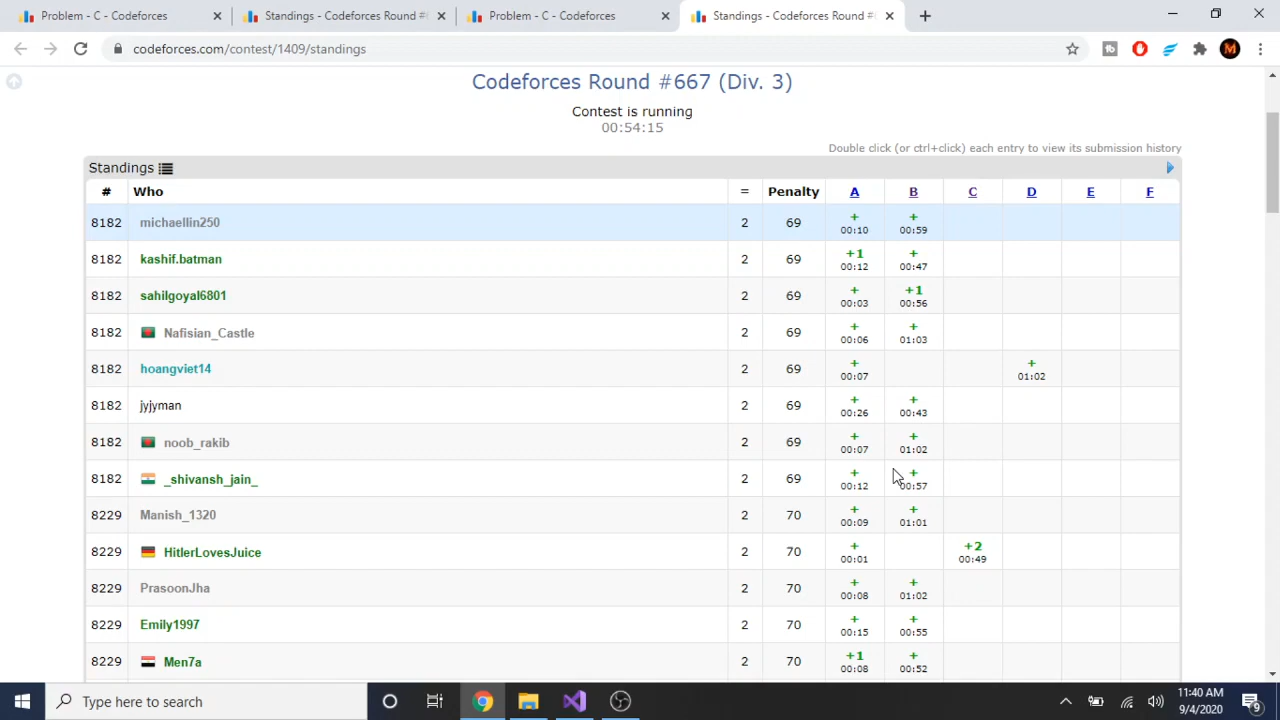 Problem - C - Codeforces
Standings - Codeforces Round #
Problem - C - Codeforces
Standings - Codeforces Round #
codeforces.com/contest/1409/standings
M
Codeforces Round #667 (Div. 3)
Contest is running
00:54:15
Double click (or ctrl+click) each entry to view its submission history
Standings
# Who = Penalty A B C D E F
8182 michaellin250 2 69 + +
00:10 00:59
8182 kashif.batman 2 69 +1 +
00:12 00:47
8182 sahilgoyal6801 2 69 + +1
00:03 00:56
8182 Nafisian_Castle 2 69 + +
00:06 01:03
8182 hoangviet14 2 69 + +
00:07 01:02
8182 jyjyman 2 69 + +
00:26 00:43
8182 noob_rakib 2 69 + +
00:07 01:02
8182 _shivansh_jain_ 2 69 + +
00:12 00:57
8229 Manish_1320 2 70 + +
00:09 01:01
8229 HitlerLovesJuice 2 70 + +2
00:01 00:49
8229 PrasoonJha 2 70 + +
00:08 01:02
8229 Emily1997 2 70 + +
00:15 00:55
8229 Men7a 2 70 +1 +
00:08 00:52
Type here to search
11:40 AM
9/4/2020
9